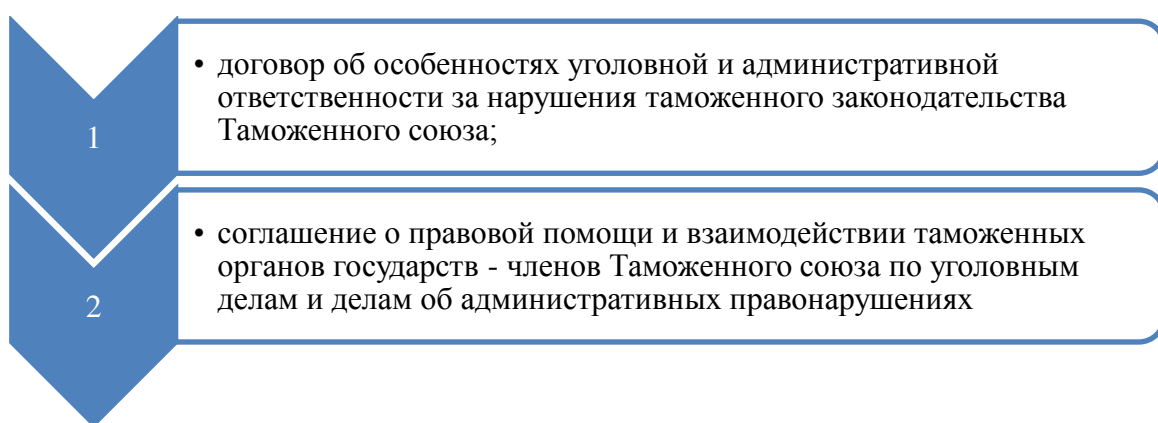 1
• договор об особенностях уголовной и административной
ответственности за нарушения таможенного законодательства
Таможенного союза;
2
• соглашение о правовой помощи и взаимодействии таможенных
органов государств - членов Таможенного союза по уголовным
делам и делам об административных правонарушениях